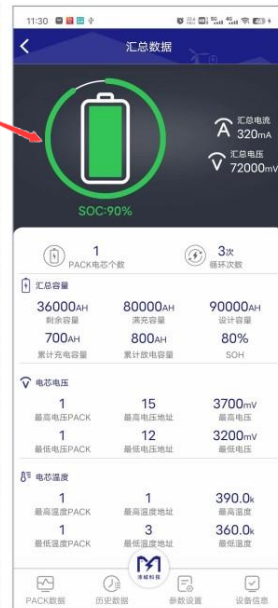 11:30
汇总数据
汇总电流
320mA
汇总电压
72000mV
SOC:90%
1
PACK电芯个数
3次
循环次数
汇总容量
36000AH 80000AH 90000AH
剩余容量 满充容量 设计容量
700AH 800AH 80%
累计充电容量 累计放电容量 SOH
电芯电压
1 15 3700mV
最高电压PACK 最高电压地址 最高电压
1 12 3200mV
最低电压PACK 最低电压地址 最低电压
电芯温度
1 1 390.0k
最高温度PACK 最高温度地址 最高温度
1 3 360.0k
最低温度PACK 最低温度地址 最低温度
PACK数据 历史数据 参数设置 设备信息